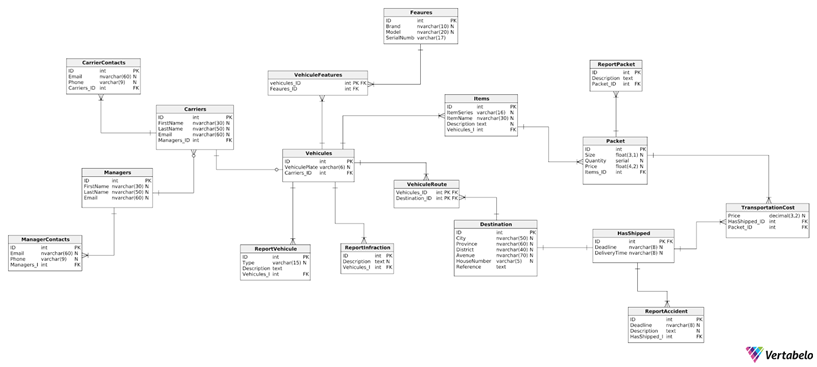 Feaures
ID int PK
Brand nvarchar(10) N
Model nvarchar(20) N
SerialNumb varchar(17)
CarrierContacts
ID int PK
Email nvarchar(60) N
Phone varchar(9) N
Carriers_ID int FK
VehiculeFeatures
vehicules_ID int PK FK
Feaures_ID int FK
ReportPacket
ID int PK
Description text N
Packet_ID int FK
Carriers
ID int PK
FirstName nvarchar(30) N
LastName nvarchar(50) N
Email nvarchar(60) N
Managers_ID int FK
Items
ID int PK
ItemSeries varchar(16) N
ItemName nvarchar(30) N
Description text N
Vehicules_I int FK
Packet
ID int PK
Size float(3,1) N
Quantity serial N
Price float(4,2) N
Items_ID int FK
Vehicules
ID int PK
VehiculePlate varchar(6) N
Carriers_ID int FK
Managers
ID int PK
FirstName nvarchar(30) N
LastName nvarchar(50) N
Email nvarchar(60) N
VehiculeRoute
Vehicules_ID int PK FK
Destination_ID int PK FK
TransportationCost
Price decimal(3,2) N
HasShipped_ID int FK
Packet_ID int FK
ManagerContacts
ID int PK
Email nvarchar(60) N
Phone varchar(9) N
Managers_I int FK
ReportVehicule
ID int PK
Type varchar(15) N
Description text
Vehicules_I int FK
ReportInfraction
ID int PK
Description text N
Vehicules_I int FK
Destination
ID int PK
City nvarchar(50) N
Province nvarchar(60) N
District nvarchar(40) N
Avenue nvarchar(70) N
HouseNumber varchar(5) N
Reference text
HasShipped
ID int PK FK
Deadline nvarchar(8) N
DeliveryTime nvarchar(8) N
ReportAccident
ID int PK
Deadline nvarchar(8) N
Description text N
HasShipped_I int FK
Vertabelo